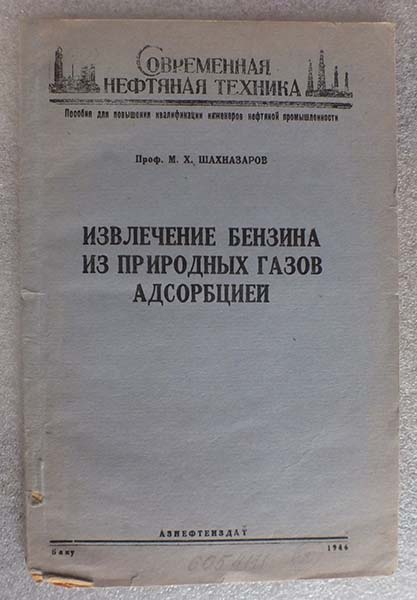 СОВРЕМЕННАЯ
НЕФТЯНАЯ ТЕХНИКА
Пособия для повышения квалификации инженеров нефтяной промышленности
Проф. М. Х. ШАХНАЗАРОВ
ИЗВЛЕЧЕНИЕ БЕНЗИНА
ИЗ ПРИРОДНЫХ ГАЗОВ
АДСОРБЦИЕЙ
АЗНЕФТЕИЗДАТ
Баку 1946